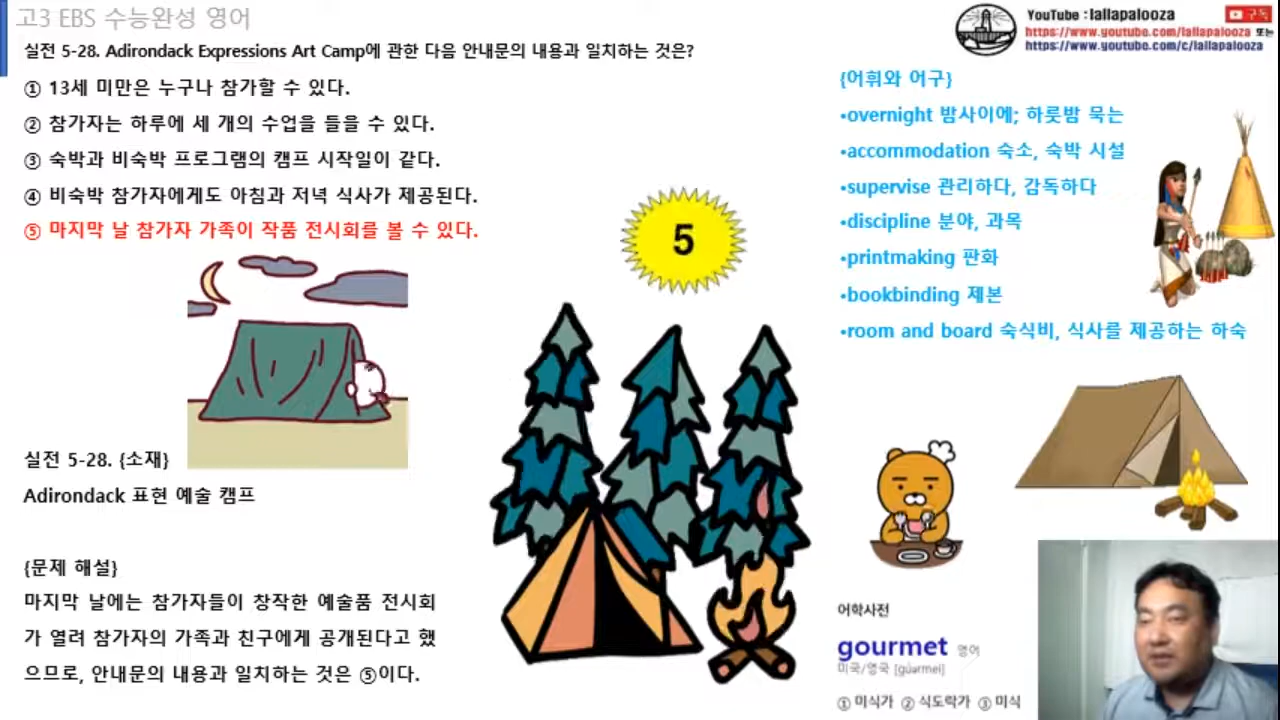 고3 EBS 수능완성 영어
실전 5-28. Adirondack Expressions Art Camp에 관한 다음 안내문의 내용과 일치하는 것은?
① 13세 미만은 누구나 참가할 수 있다.
② 참가자는 하루에 세 개의 수업을 들을 수 있다.
③ 숙박과 비숙박 프로그램의 캠프 시작일이 같다.
④ 비숙박 참가자에게도 아침과 저녁 식사가 제공된다.
⑤ 마지막 날 참가자 가족이 작품 전시회를 볼 수 있다.
5
실전 5-28. {소재}
Adirondack 표현 예술 캠프
{문제 해설}
마지막 날에는 참가자들이 창작한 예술품 전시회
가 열려 참가자의 가족과 친구에게 공개된다고 했
으므로, 안내문의 내용과 일치하는 것은 ⑤이다.
YouTube : lallapalooza
구독
https://www.youtube.com/lallapalooza 또는
https://www.youtube.com/c/lallapalooza
{어휘와 어구}
•overnight 밤사이에; 하룻밤 묵는
•accommodation 숙소, 숙박 시설
•supervise 관리하다, 감독하다
•discipline 분야, 과목
•printmaking 판화
•bookbinding 제본
•room and board 숙식비, 식사를 제공하는 하숙
어학사전
gourmet 영어
미국/영국 [gúərmei]
① 미식가 ② 식도락가 ③ 미식